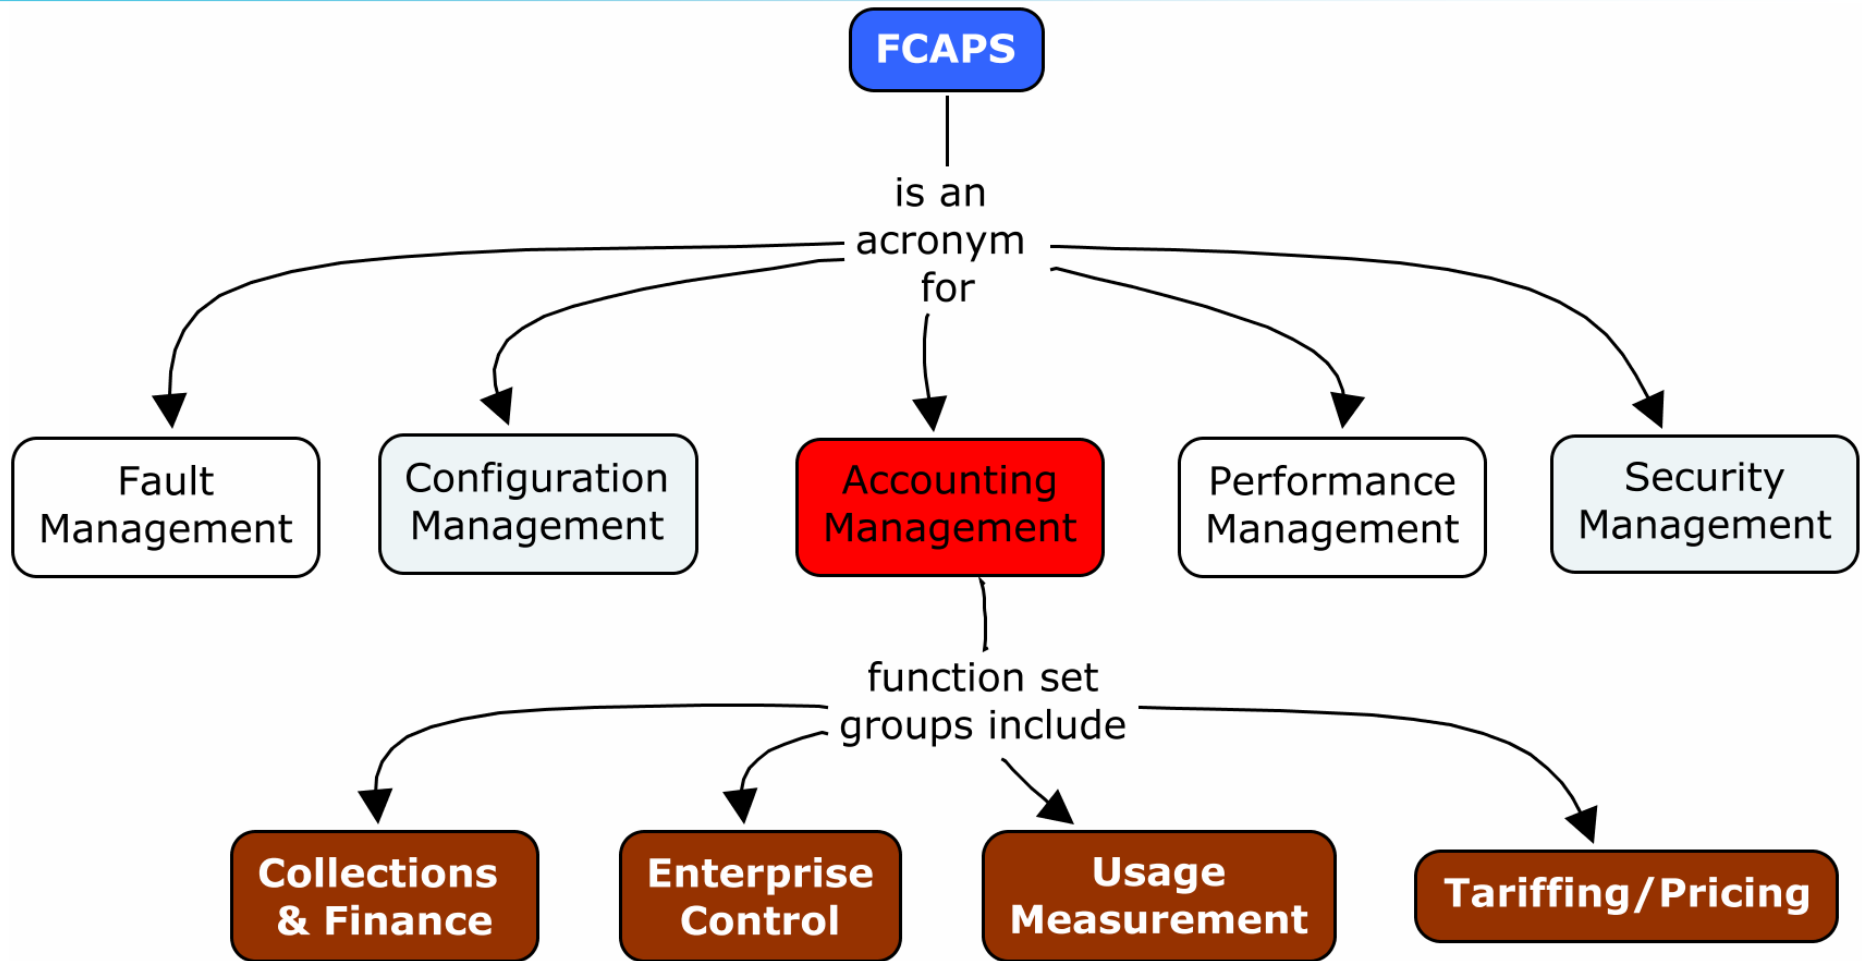 FCAPS
is an
acronym
for
Fault
Management
Configuration
Management
Accounting
Management
Performance
Management
Security
Management
function set
groups include
Collections
& Finance
Enterprise
Control
Usage
Measurement
Tariffing/Pricing